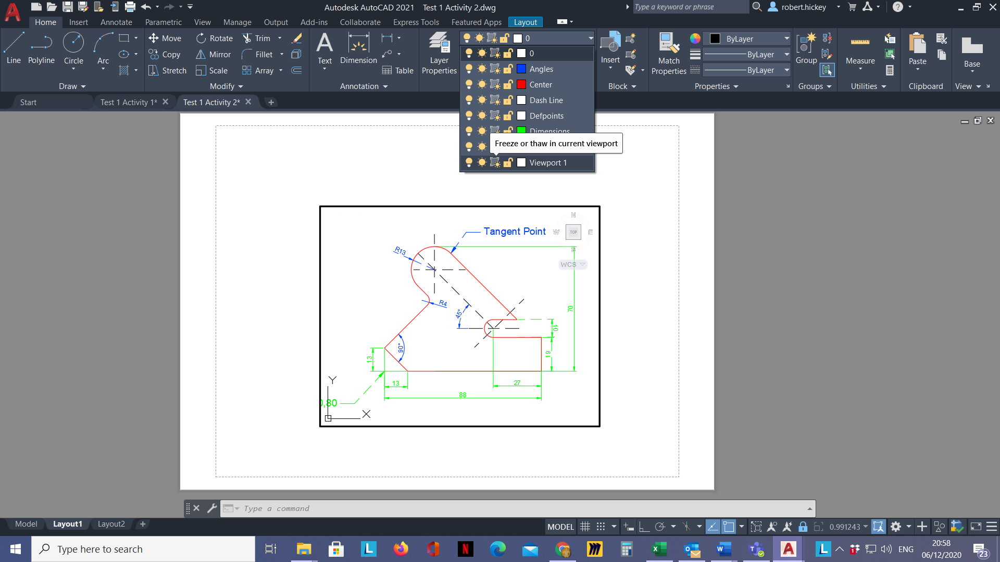 Autodesk AutoCAD 2021 Test 1 Activity 2.dwg
Type a keyword or phrase
robert.hickey
Home Insert Annotate Parametric View Manage Output Add-ins Collaborate Express Tools Featured Apps Layout
Line Polyline Circle Arc
Move Rotate Trim
Copy Mirror Fillet
Stretch Scale Array
Text Dimension Table
Layer Properties
0
Insert
Match Properties
ByLayer
ByLayer
ByLayer
Group Measure Paste Base
Draw Modify Annotation Block Properties Groups Utilities Clipboard View
0
Angles
Center
Dash Line
Defpoints
Dimensions
Freeze or thaw in current viewport
Viewport 1
Start Test 1 Activity 1* Test 1 Activity 2*
N
Tangent Point
W TOP E
S
WCS
R13
R4
45°
70
10
90°
13
19
Y
13
27
88
0,80
X
Type a command
Model Layout1 Layout2
MODEL 0.991243
Type here to search
ENG
20:58
06/12/2020
23